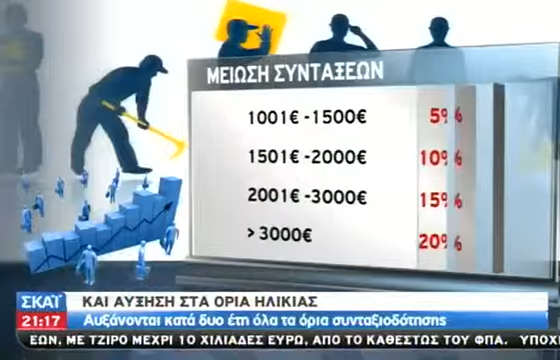 ΜΕΙΩΣΗ ΣΥΝΤΑΞΕΩΝ
1001€ -1500€ 5%
1501€ -2000€ 10%
2001€ -3000€ 15%
> 3000€ 20%
ΣΚΑΪ ΚΑΙ ΑΥΞΗΣΗ ΣΤΑ ΟΡΙΑ ΗΛΙΚΙΑΣ
21:17 Αυξάνονται κατά δυο έτη όλα τα όρια συνταξιοδότησης
ΕΩΝ, ΜΕ ΤΖΙΡΟ ΜΕΧΡΙ 10 ΧΙΛΙΑΔΕΣ ΕΥΡΩ, ΑΠΟ ΤΟ ΚΑΘΕΣΤΩΣ ΤΟΥ ΦΠΑ. ΥΠΟΧ